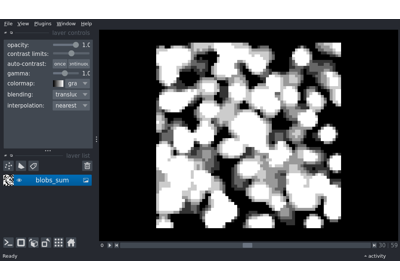 File View Plugins Window Help
layer controls
opacity: 1.0
contrast limits:
auto-contrast: once
gamma: 1.0
colormap: gra
blending: translu
interpolation: nearest
layer list
blobs_sum
0 30 59
Ready activity